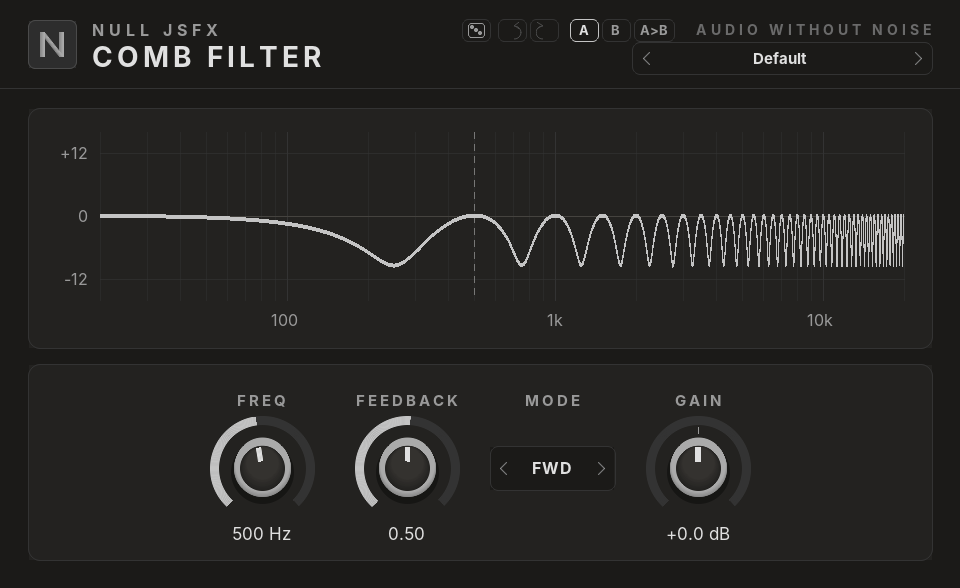 NULL JSFX
COMB FILTER
A B A>B AUDIO WITHOUT NOISE
Default
+12
0
-12
100 1k 10k
FREQ FEEDBACK MODE GAIN
FWD
500 Hz 0.50 +0.0 dB